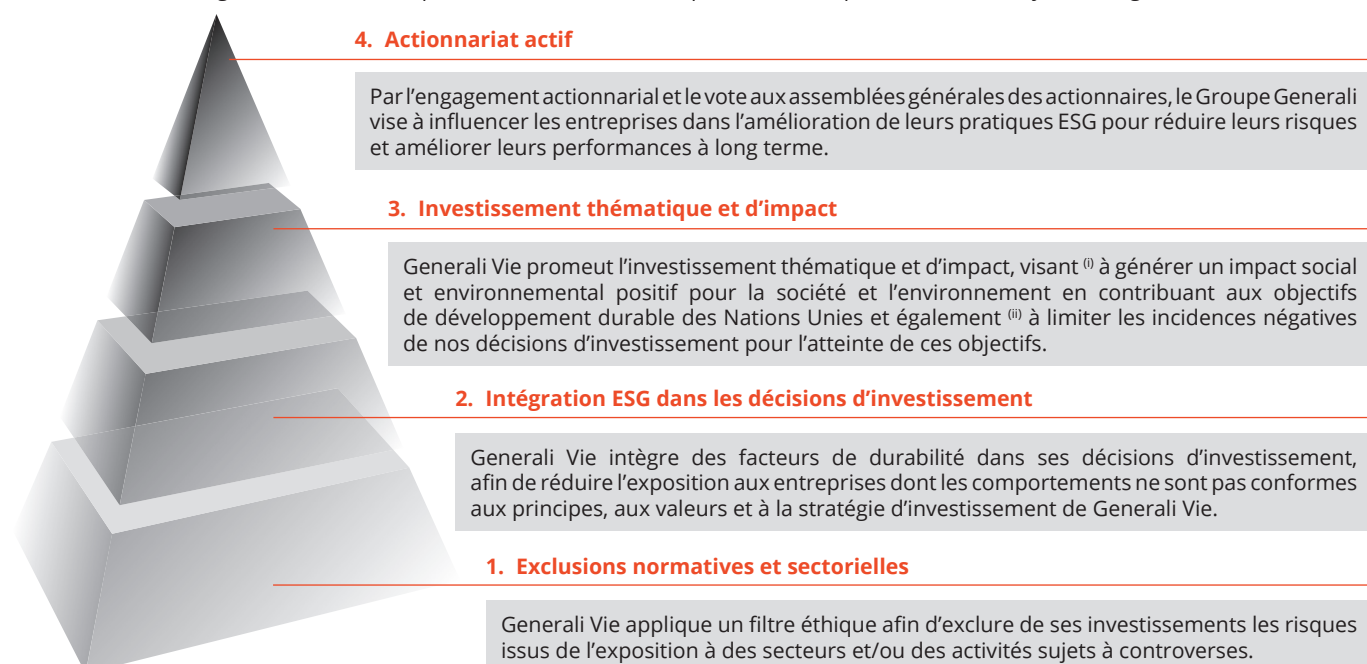 4. Actionnariat actif
Par l’engagement actionnarial et le vote aux assemblées générales des actionnaires, le Groupe Generali
vise à influencer les entreprises dans l’amélioration de leurs pratiques ESG pour réduire leurs risques
et améliorer leurs performances à long terme.
3. Investissement thématique et d’impact
Generali Vie promeut l’investissement thématique et d’impact, visant (i) à générer un impact social
et environnemental positif pour la société et l’environnement en contribuant aux objectifs
de développement durable des Nations Unies et également (ii) à limiter les incidences négatives
de nos décisions d’investissement pour l’atteinte de ces objectifs.
2. Intégration ESG dans les décisions d’investissement
Generali Vie intègre des facteurs de durabilité dans ses décisions d’investissement,
afin de réduire l’exposition aux entreprises dont les comportements ne sont pas conformes
aux principes, aux valeurs et à la stratégie d’investissement de Generali Vie.
1. Exclusions normatives et sectorielles
Generali Vie applique un filtre éthique afin d’exclure de ses investissements les risques
issus de l’exposition à des secteurs et/ou des activités sujets à controverses.